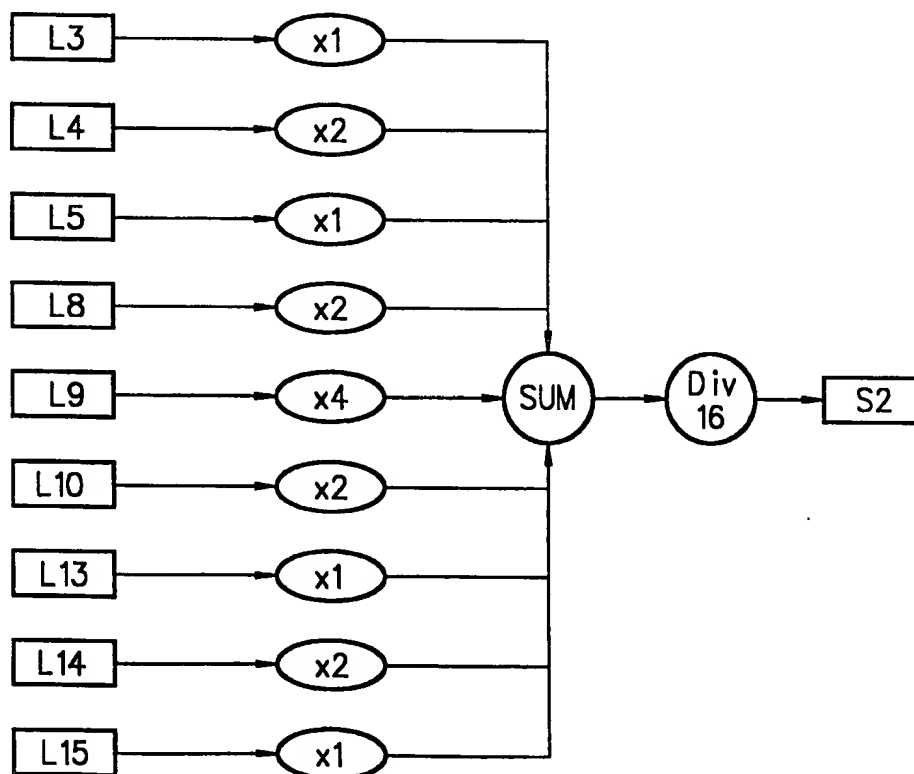 L3 x1
L4 x2
L5 x1
L8 x2
L9 x4 SUM Div 16 S2
L10 x2
L13 x1
L14 x2
L15 x1